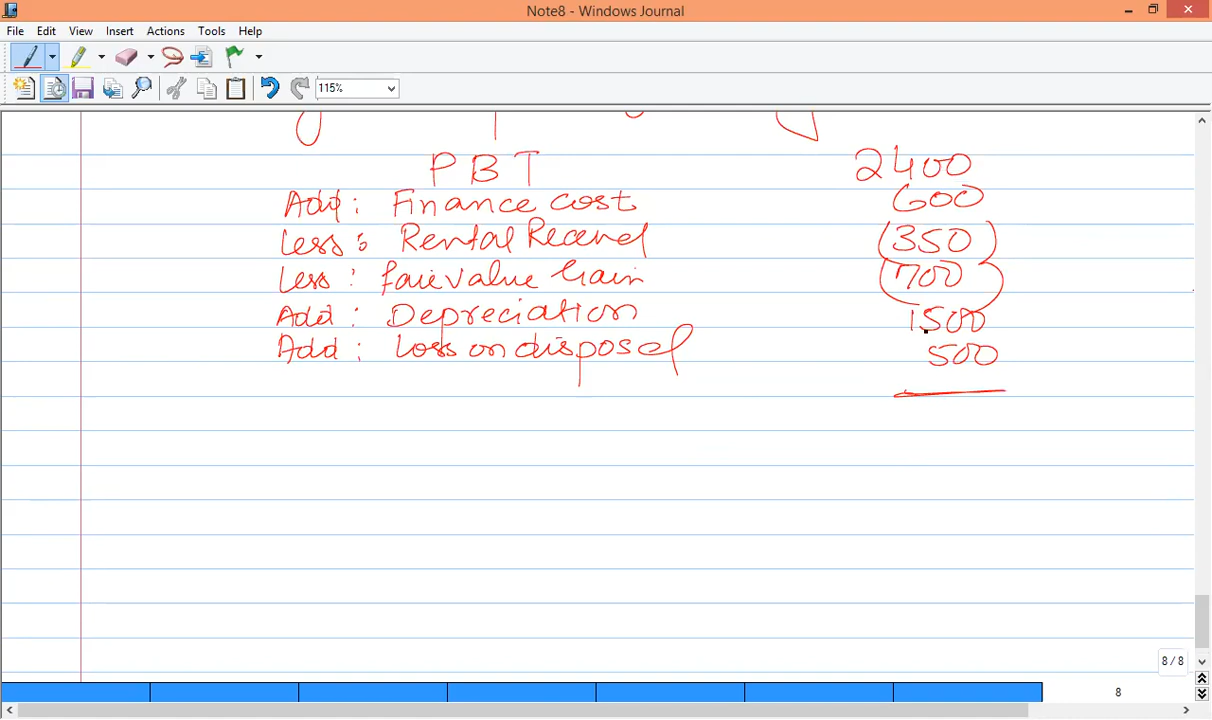 Note8 - Windows Journal
File Edit View Insert Actions Tools Help
115%
PBT 2400
Add: Finance cost 600
Less: Rental Received (350)
Less: fair value Gain (700)
Add: Depreciation 1500
Add: Loss on disposal 500
8 / 8
8